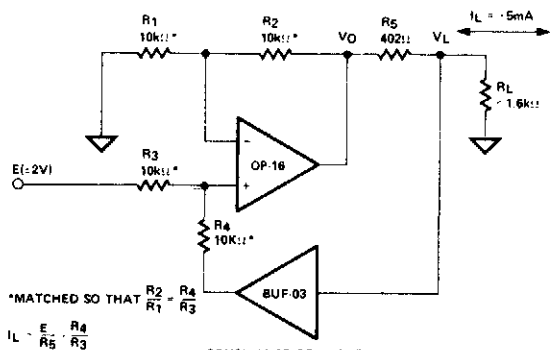 R1
10kΩ*
R2
10kΩ*
VO
R5
402Ω
VL
IL = ·5mA
RL
1.6kΩ
R3
10kΩ*
E(±2V)
−
+
OP-16
R4
10KΩ*
BUF-03
*MATCHED SO THAT R2/R1 = R4/R3
IL = E/R5 · R4/R3